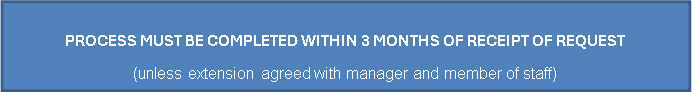 PROCESS MUST BE COMPLETED WITHIN 3 MONTHS OF RECEIPT OF REQUEST
(unless extension agreed with manager and member of staff)